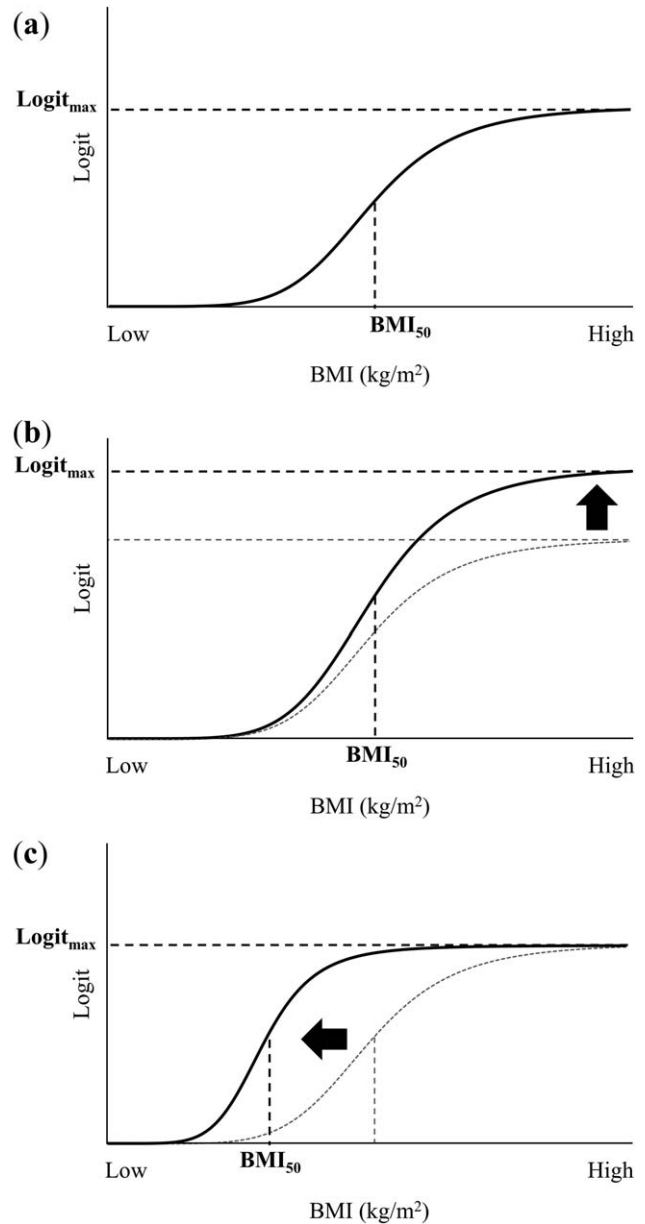 (a)
Logitmax
Logit
BMI50
Low
High
BMI (kg/m²)
(b)
Logitmax
Logit
BMI50
Low
High
BMI (kg/m²)
(c)
Logitmax
Logit
Low
BMI50
High
BMI (kg/m²)